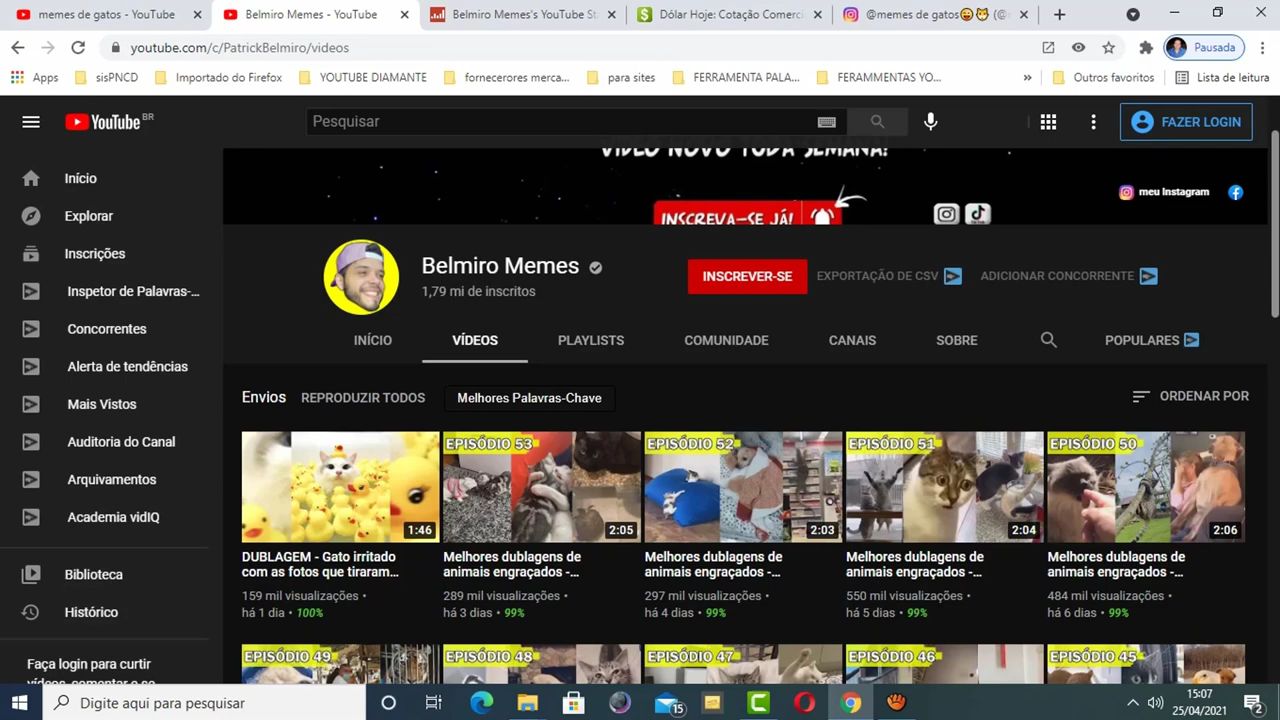 memes de gatos - YouTube
Belmiro Memes - YouTube
Belmiro Memes's YouTube Sta
Dólar Hoje: Cotação Comerci
@memes de gatos
youtube.com/c/PatrickBelmiro/videos
Pausada
Apps
sisPNCD
Importado do Firefox
YOUTUBE DIAMANTE
fornecerores merca...
para sites
FERRAMENTA PALA...
FERAMMENTAS YO...
Outros favoritos
Lista de leitura
YouTube BR
Pesquisar
FAZER LOGIN
VÍDEO NOVO TODA SEMANA!
INSCREVA-SE JÁ!
meu Instagram
Início
Explorar
Inscrições
Inspetor de Palavras-...
Concorrentes
Alerta de tendências
Mais Vistos
Auditoria do Canal
Arquivamentos
Academia vidIQ
Biblioteca
Histórico
Faça login para curtir
vídeos, comentar e se
Belmiro Memes
1,79 mi de inscritos
INSCREVER-SE
EXPORTAÇÃO DE CSV
ADICIONAR CONCORRENTE
INÍCIO
VÍDEOS
PLAYLISTS
COMUNIDADE
CANAIS
SOBRE
POPULARES
Envios
REPRODUZIR TODOS
Melhores Palavras-Chave
ORDENAR POR
1:46
DUBLAGEM - Gato irritado
com as fotos que tiraram...
159 mil visualizações •
há 1 dia • 100%
EPISÓDIO 53
2:05
Melhores dublagens de
animais engraçados -...
289 mil visualizações •
há 3 dias • 99%
EPISÓDIO 52
2:03
Melhores dublagens de
animais engraçados -...
297 mil visualizações •
há 4 dias • 99%
EPISÓDIO 51
2:04
Melhores dublagens de
animais engraçados -...
550 mil visualizações •
há 5 dias • 99%
EPISÓDIO 50
2:06
Melhores dublagens de
animais engraçados -...
484 mil visualizações •
há 6 dias • 99%
EPISÓDIO 49
EPISÓDIO 48
EPISÓDIO 47
EPISÓDIO 46
EPISÓDIO 45
Digite aqui para pesquisar
15
15:07
25/04/2021
2